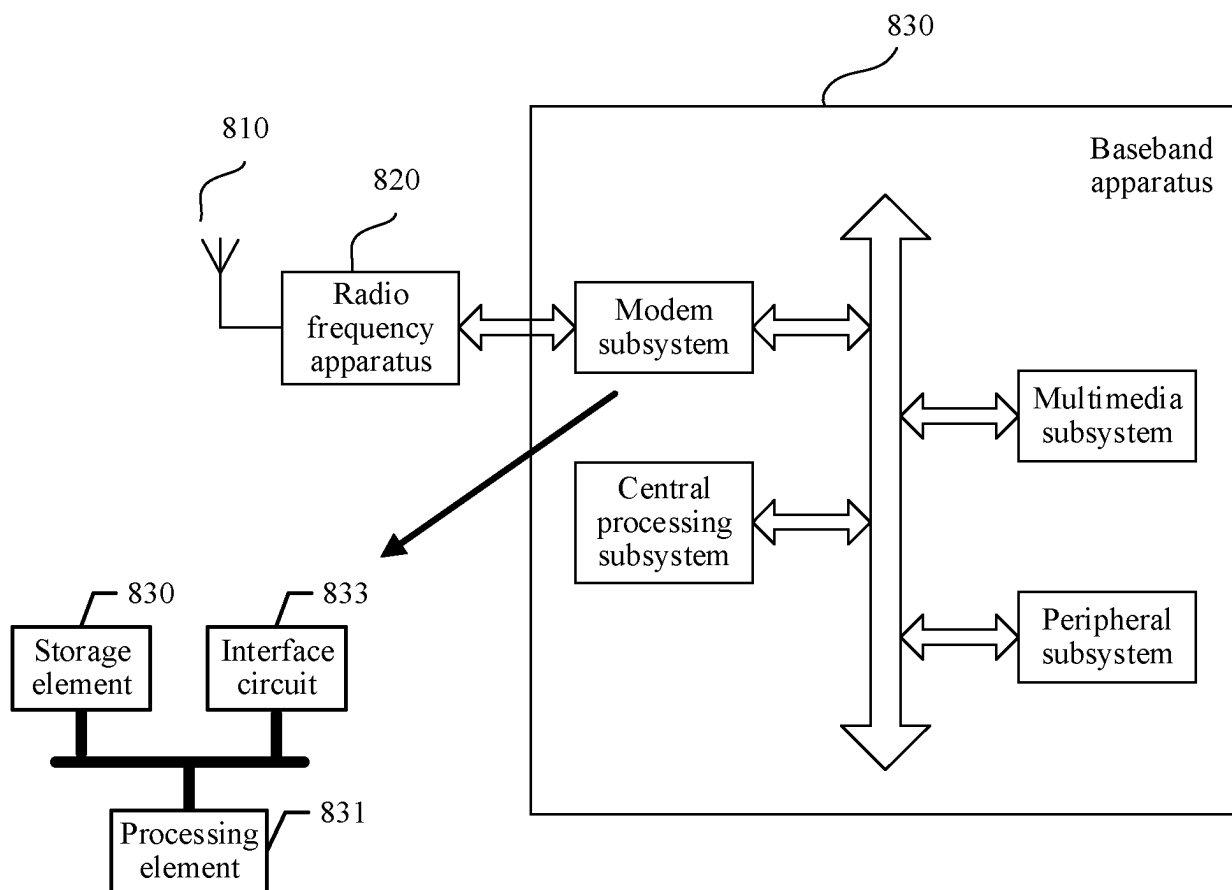 830
810
Baseband
apparatus
820
Radio
frequency
apparatus
Modem
subsystem
Multimedia
subsystem
Central
processing
subsystem
830
833
Storage
element
Interface
circuit
Peripheral
subsystem
831
Processing
element